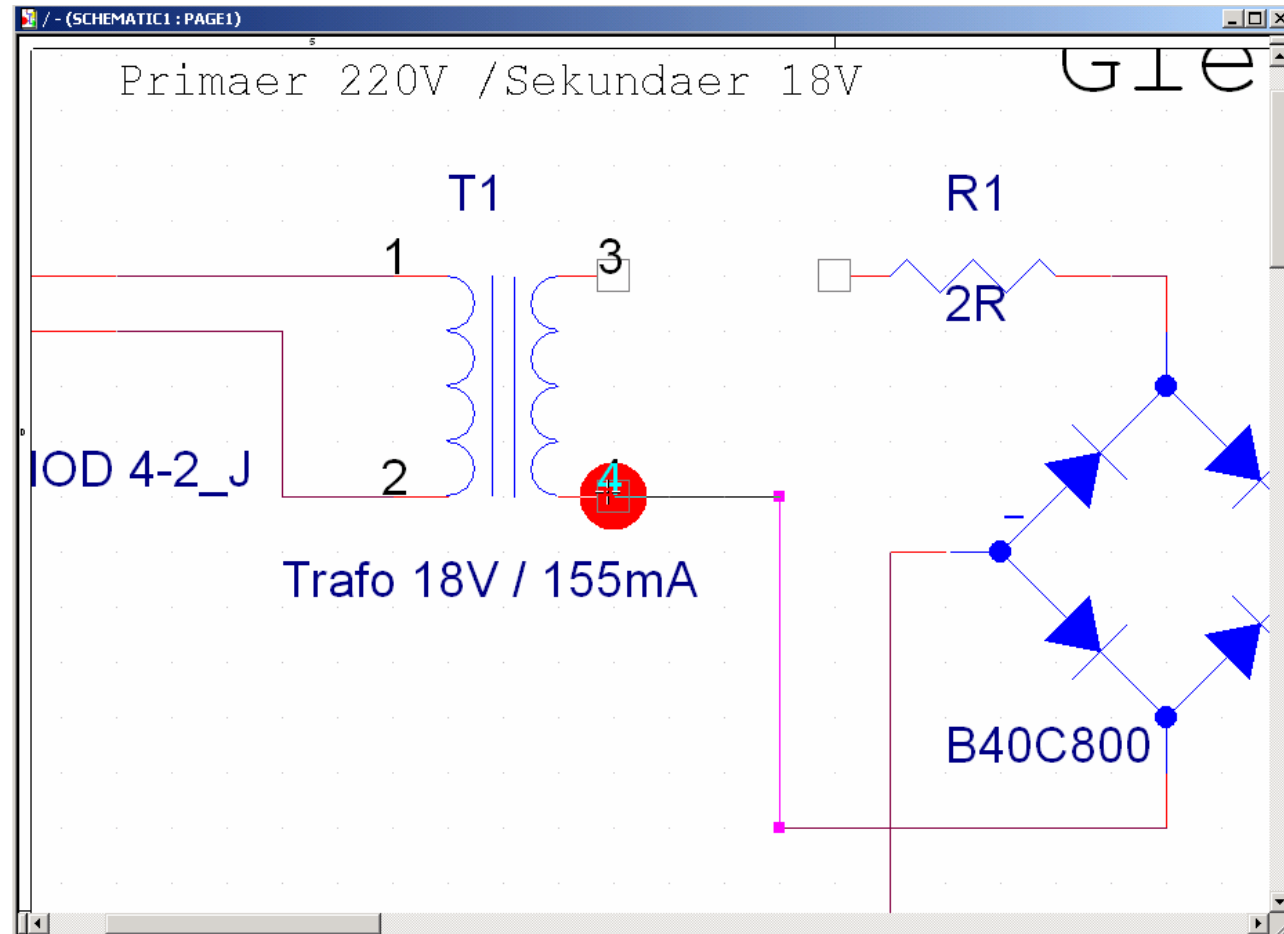 / - (SCHEMATIC1 : PAGE1)
5
Primaer 220V /Sekundaer 18V
T1
R1
1
3
2R
D
4-2_J
2
4
Trafo 18V / 155mA
B40C800